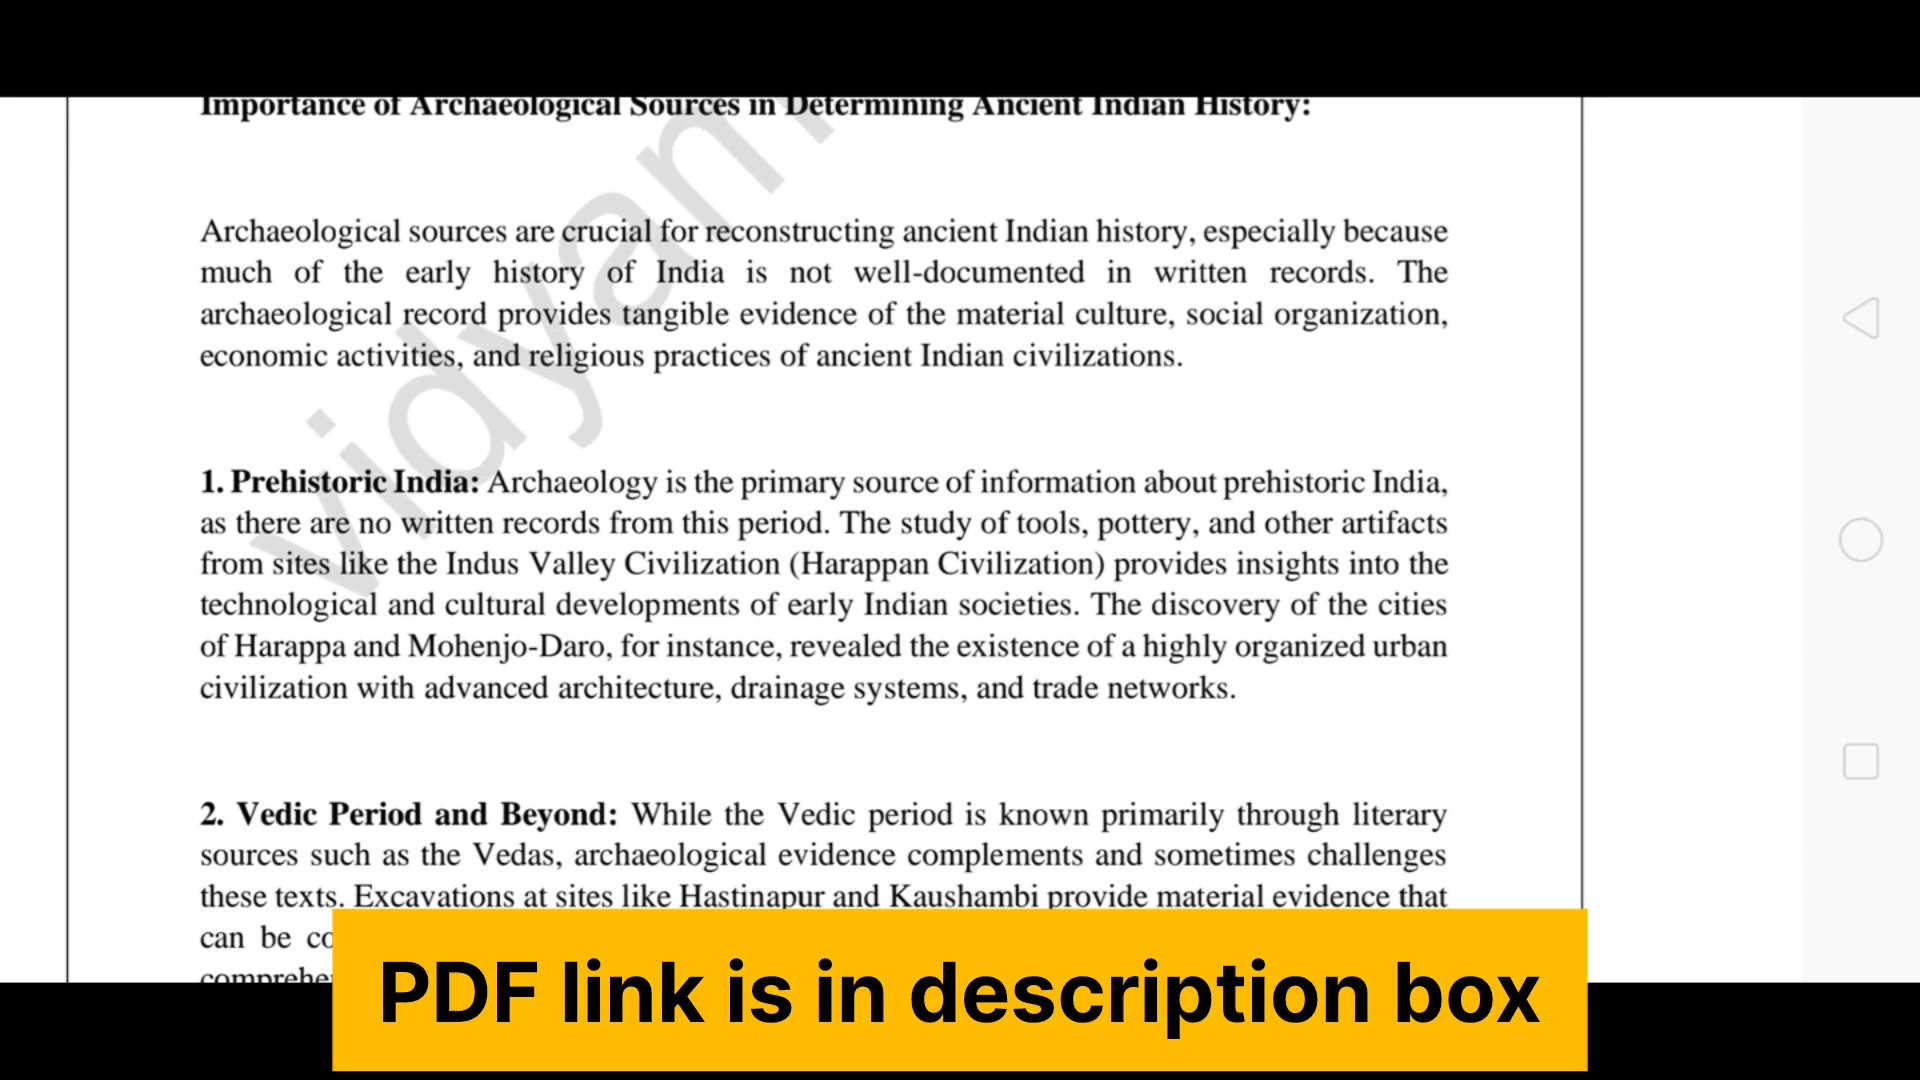 Importance of Archaeological Sources in Determining Ancient Indian History:
Archaeological sources are crucial for reconstructing ancient Indian history, especially because
much of the early history of India is not well-documented in written records. The
archaeological record provides tangible evidence of the material culture, social organization,
economic activities, and religious practices of ancient Indian civilizations.
1. Prehistoric India: Archaeology is the primary source of information about prehistoric India,
as there are no written records from this period. The study of tools, pottery, and other artifacts
from sites like the Indus Valley Civilization (Harappan Civilization) provides insights into the
technological and cultural developments of early Indian societies. The discovery of the cities
of Harappa and Mohenjo-Daro, for instance, revealed the existence of a highly organized urban
civilization with advanced architecture, drainage systems, and trade networks.
2. Vedic Period and Beyond: While the Vedic period is known primarily through literary
sources such as the Vedas, archaeological evidence complements and sometimes challenges
these texts. Excavations at sites like Hastinapur and Kaushambi provide material evidence that
can be
PDF link is in description box